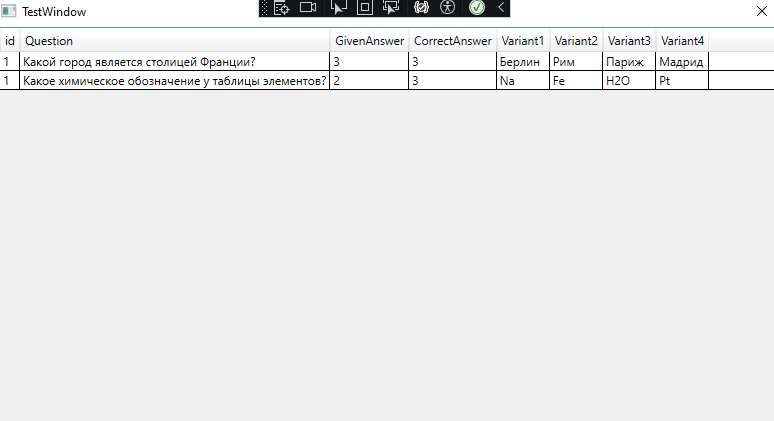 TestWindow
id Question GivenAnswer CorrectAnswer Variant1 Variant2 Variant3 Variant4
1 Какой город является столицей Франции? 3 3 Берлин Рим Париж Мадрид
1 Какое химическое обозначение у таблицы элементов? 2 3 Na Fe H2O Pt